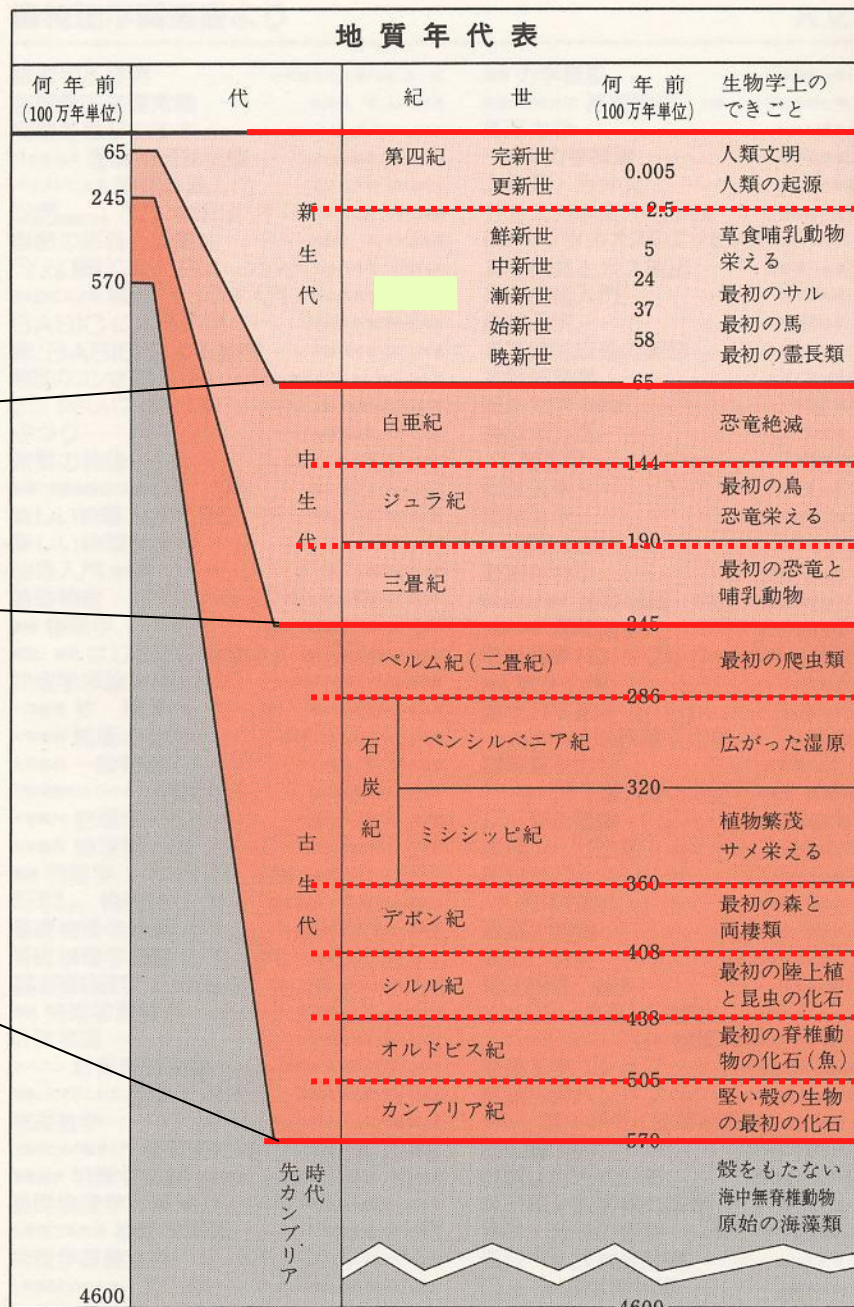 地質年代表
何年前 代 紀 世 何年前 生物学上の
(100万年単位) (100万年単位) できごと
65
245
570
4600
新生代
第四紀 完新世 0.005 人類文明
更新世 人類の起源
2.5
鮮新世 5 草食哺乳動物
中新世 24 栄える
漸新世 37 最初のサル
始新世 58 最初の馬
暁新世 最初の霊長類
65
中生代
白亜紀 恐竜絶滅
144
ジュラ紀 最初の鳥
恐竜栄える
190
三畳紀 最初の恐竜と
哺乳動物
245
古生代
ペルム紀(二畳紀) 最初の爬虫類
286
石炭紀
ペンシルベニア紀 広がった湿原
320
ミシシッピ紀 植物繁茂
サメ栄える
360
デボン紀 最初の森と
両棲類
408
シルル紀 最初の陸上植
と昆虫の化石
438
オルドビス紀 最初の脊椎動
物の化石(魚)
505
カンブリア紀 堅い殻の生物
の最初の化石
570
先カンブリア時代
殻をもたない
海中無脊椎動物
原始の海藻類
4600